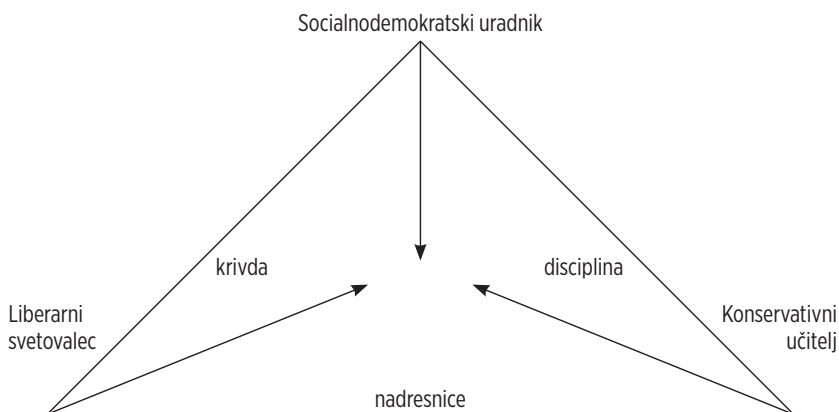 Socialnodemokratski uradnik
krivda
disciplina
Liberarni
svetovalec
Konservativni
učitelj
nadresnice